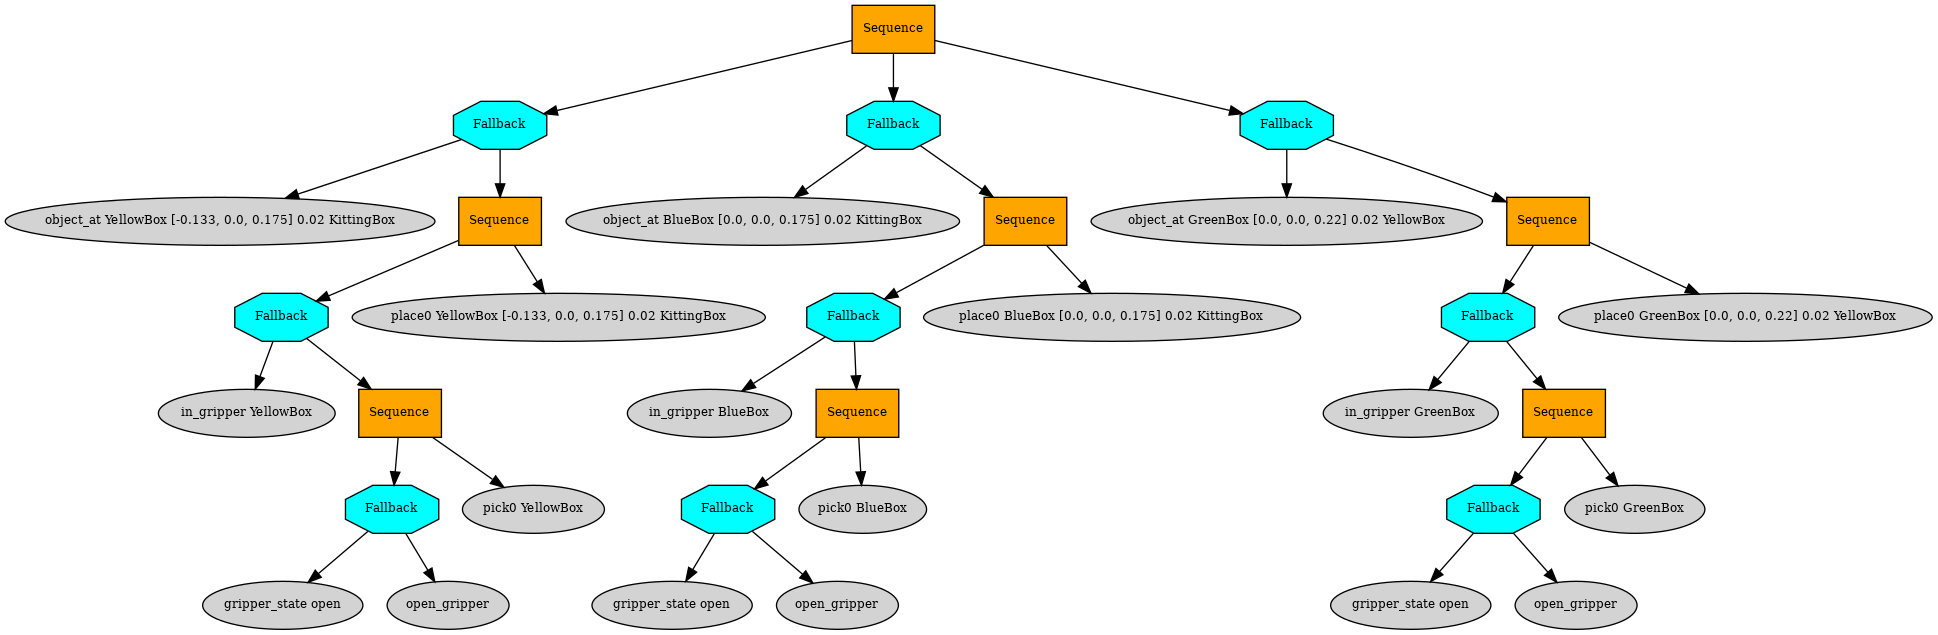 Sequence
Fallback
Fallback
Fallback
object_at YellowBox [-0.133, 0.0, 0.175] 0.02 KittingBox
Sequence
object_at BlueBox [0.0, 0.0, 0.175] 0.02 KittingBox
Sequence
object_at GreenBox [0.0, 0.0, 0.22] 0.02 YellowBox
Sequence
Fallback
place0 YellowBox [-0.133, 0.0, 0.175] 0.02 KittingBox
Fallback
place0 BlueBox [0.0, 0.0, 0.175] 0.02 KittingBox
Fallback
place0 GreenBox [0.0, 0.0, 0.22] 0.02 YellowBox
in_gripper YellowBox
Sequence
in_gripper BlueBox
Sequence
in_gripper GreenBox
Sequence
Fallback
pick0 YellowBox
Fallback
pick0 BlueBox
Fallback
pick0 GreenBox
gripper_state open
open_gripper
gripper_state open
open_gripper
gripper_state open
open_gripper